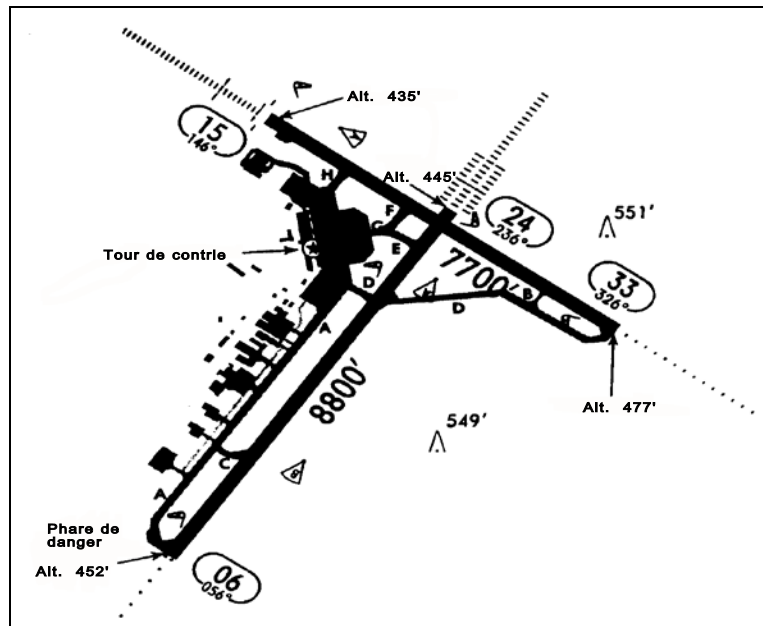 Alt. 435'
15
146°
H
Alt. 445'
F
24
236°
551'
G
E
Tour de contrle
7700'
33
326°
D
B
D
A
Alt. 477'
8800'
549'
C
B
A
Phare de
danger
Alt. 452'
06
056°